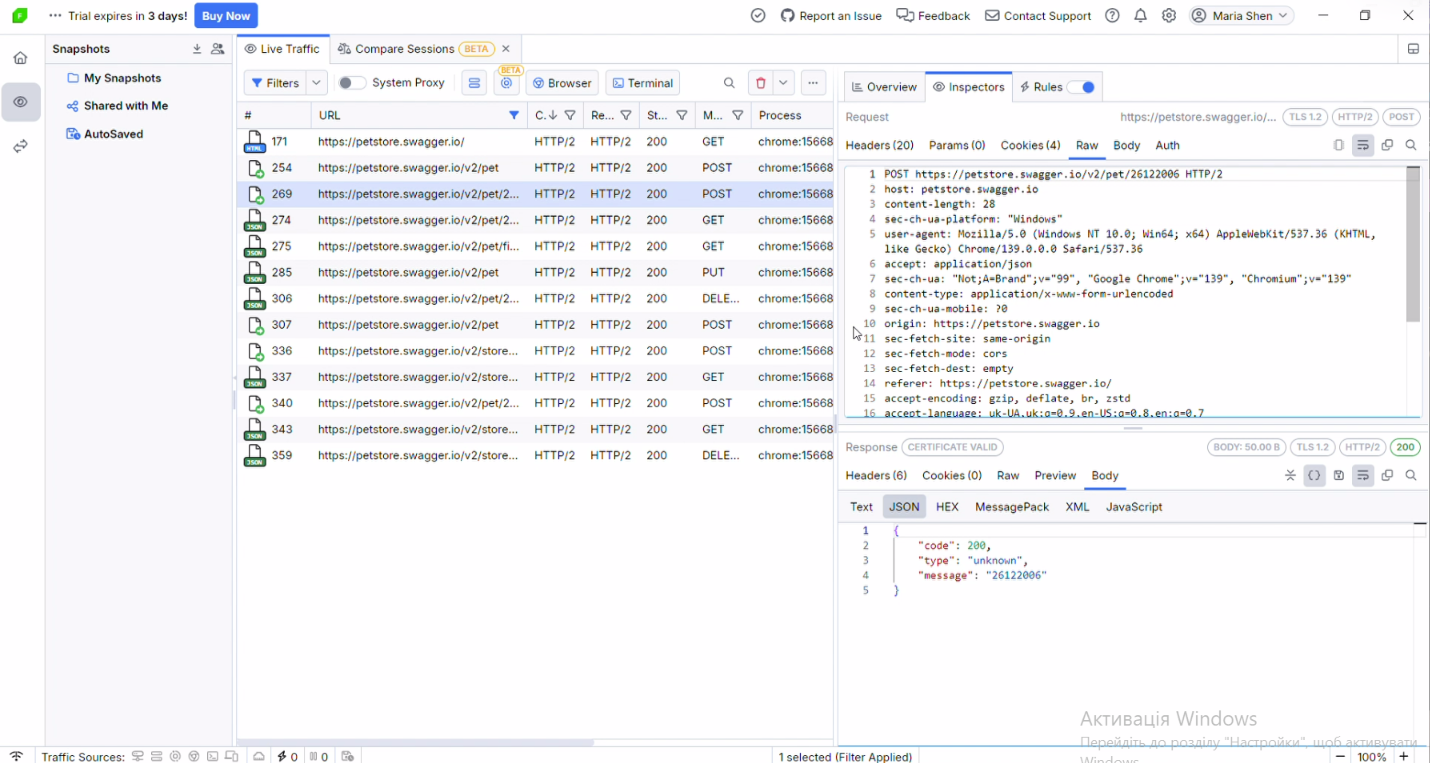 ··· Trial expires in 3 days! Buy Now Report an Issue Feedback Contact Support Maria Shen
Snapshots
My Snapshots
Shared with Me
AutoSaved
Live Traffic Compare Sessions BETA
Filters System Proxy BETA Browser Terminal ···
# URL C... Re... St... M... Process
HTML 171 https://petstore.swagger.io/ HTTP/2 HTTP/2 200 GET chrome:15668
254 https://petstore.swagger.io/v2/pet HTTP/2 HTTP/2 200 POST chrome:15668
269 https://petstore.swagger.io/v2/pet/2... HTTP/2 HTTP/2 200 POST chrome:15668
JSON 274 https://petstore.swagger.io/v2/pet/2... HTTP/2 HTTP/2 200 GET chrome:15668
JSON 275 https://petstore.swagger.io/v2/pet/fi... HTTP/2 HTTP/2 200 GET chrome:15668
JSON 285 https://petstore.swagger.io/v2/pet HTTP/2 HTTP/2 200 PUT chrome:15668
JSON 306 https://petstore.swagger.io/v2/pet/2... HTTP/2 HTTP/2 200 DELE... chrome:15668
307 https://petstore.swagger.io/v2/pet HTTP/2 HTTP/2 200 POST chrome:15668
336 https://petstore.swagger.io/v2/store... HTTP/2 HTTP/2 200 POST chrome:15668
JSON 337 https://petstore.swagger.io/v2/store... HTTP/2 HTTP/2 200 GET chrome:15668
340 https://petstore.swagger.io/v2/pet/2... HTTP/2 HTTP/2 200 POST chrome:15668
JSON 343 https://petstore.swagger.io/v2/store... HTTP/2 HTTP/2 200 GET chrome:15668
JSON 359 https://petstore.swagger.io/v2/store... HTTP/2 HTTP/2 200 DELE... chrome:15668
Overview Inspectors Rules
Request https://petstore.swagger.io/... TLS 1.2 HTTP/2 POST
Headers (20) Params (0) Cookies (4) Raw Body Auth
1 POST https://petstore.swagger.io/v2/pet/26122006 HTTP/2
2 host: petstore.swagger.io
3 content-length: 28
4 sec-ch-ua-platform: "Windows"
5 user-agent: Mozilla/5.0 (Windows NT 10.0; Win64; x64) AppleWebKit/537.36 (KHTML,
like Gecko) Chrome/139.0.0.0 Safari/537.36
6 accept: application/json
7 sec-ch-ua: "Not;A=Brand";v="99", "Google Chrome";v="139", "Chromium";v="139"
8 content-type: application/x-www-form-urlencoded
9 sec-ch-ua-mobile: ?0
10 origin: https://petstore.swagger.io
11 sec-fetch-site: same-origin
12 sec-fetch-mode: cors
13 sec-fetch-dest: empty
14 referer: https://petstore.swagger.io/
15 accept-encoding: gzip, deflate, br, zstd
16 accept-language: uk-UA,uk;q=0.9,en-US;q=0.8,en;q=0.7
Response CERTIFICATE VALID BODY: 50.00 B TLS 1.2 HTTP/2 200
Headers (6) Cookies (0) Raw Preview Body
Text JSON HEX MessagePack XML JavaScript
1 {
2 "code": 200,
3 "type": "unknown",
4 "message": "26122006"
5 }
Активація Windows
Перейдіть до розділу "Настройки", щоб активувати
Windows
Traffic Sources: 0 0 1 selected (Filter Applied) 100%